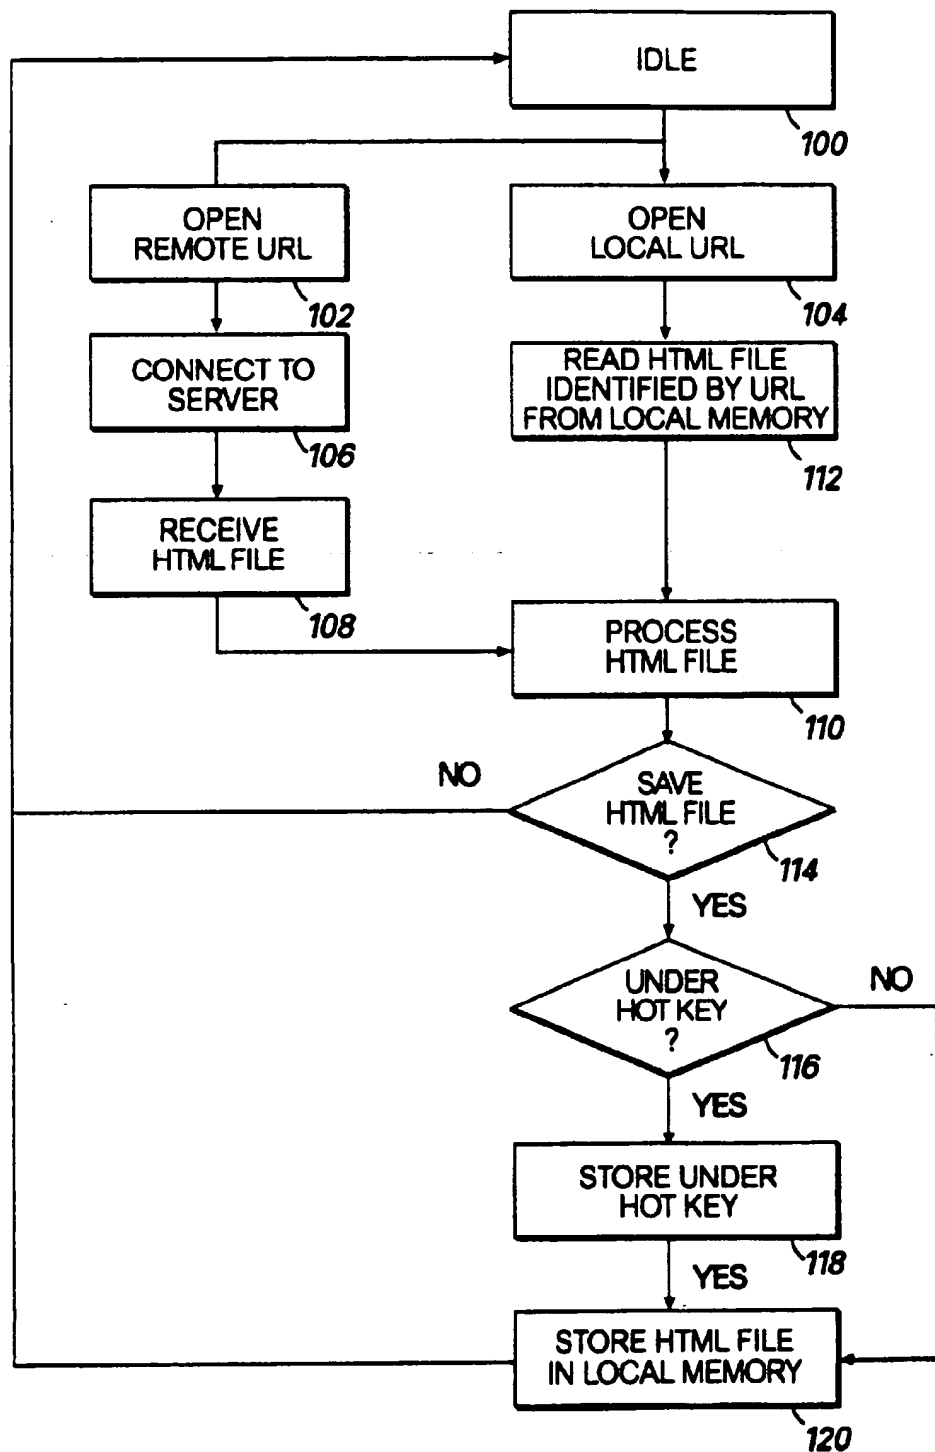 IDLE
100
OPEN
REMOTE URL
102
OPEN
LOCAL URL
104
CONNECT TO
SERVER
106
READ HTML FILE
IDENTIFIED BY URL
FROM LOCAL MEMORY
112
RECEIVE
HTML FILE
108
PROCESS
HTML FILE
110
NO
SAVE
HTML FILE
?
114
YES
UNDER
HOT KEY
?
NO
116
YES
STORE UNDER
HOT KEY
118
YES
STORE HTML FILE
IN LOCAL MEMORY
120